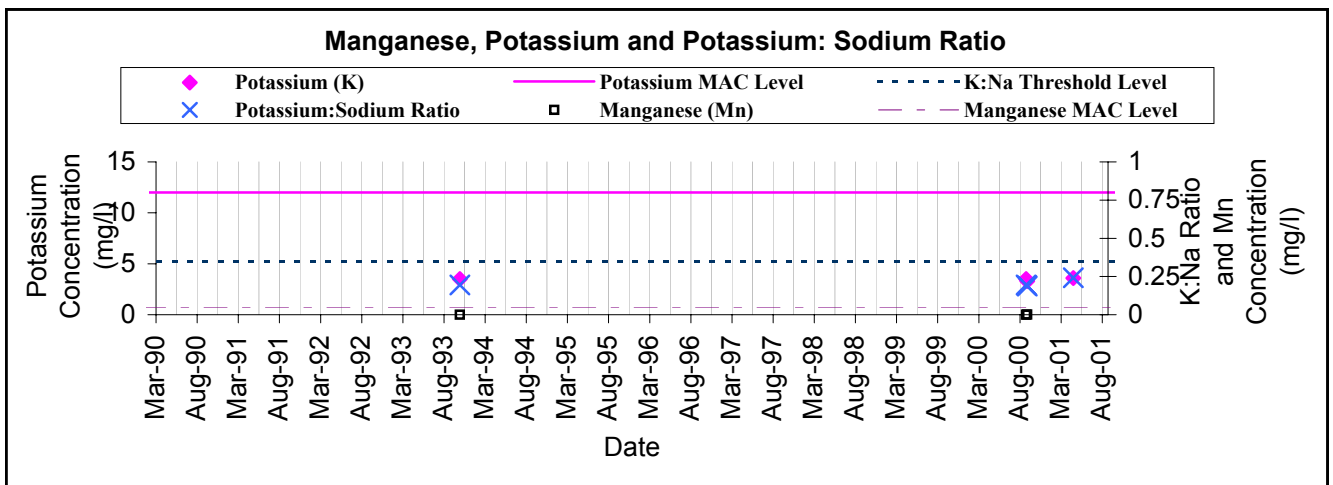 Manganese, Potassium and Potassium: Sodium Ratio
Potassium (K) Potassium MAC Level K:Na Threshold Level
Potassium:Sodium Ratio Manganese (Mn) Manganese MAC Level
Potassium
Concentration
(mg/l)
15
10
5
0
1
0.75
0.25
0
K:Na Ratio
and Mn
Concentration
(mg/l)
Mar-90 Aug-90 Mar-91 Aug-91 Mar-92 Aug-92 Mar-93 Aug-93 Mar-94 Aug-94 Mar-95 Aug-95 Mar-96 Aug-96 Mar-97 Aug-97 Mar-98 Aug-98 Mar-99 Aug-99 Mar-00 Aug-00 Mar-01 Aug-01
Date